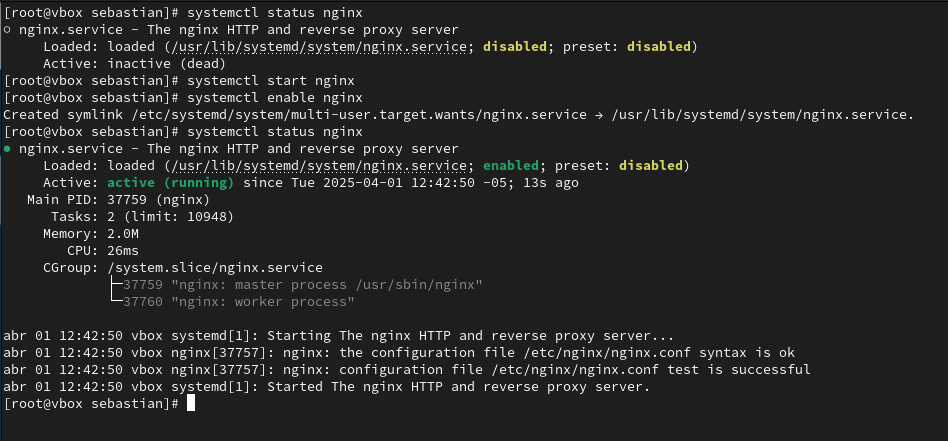 [root@vbox sebastian]# systemctl status nginx
○ nginx.service - The nginx HTTP and reverse proxy server
     Loaded: loaded (/usr/lib/systemd/system/nginx.service; disabled; preset: disabled)
     Active: inactive (dead)
[root@vbox sebastian]# systemctl start nginx
[root@vbox sebastian]# systemctl enable nginx
Created symlink /etc/systemd/system/multi-user.target.wants/nginx.service → /usr/lib/systemd/system/nginx.service.
[root@vbox sebastian]# systemctl status nginx
● nginx.service - The nginx HTTP and reverse proxy server
     Loaded: loaded (/usr/lib/systemd/system/nginx.service; enabled; preset: disabled)
     Active: active (running) since Tue 2025-04-01 12:42:50 -05; 13s ago
   Main PID: 37759 (nginx)
      Tasks: 2 (limit: 10948)
     Memory: 2.0M
        CPU: 26ms
     CGroup: /system.slice/nginx.service
             ├─37759 "nginx: master process /usr/sbin/nginx"
             └─37760 "nginx: worker process"

abr 01 12:42:50 vbox systemd[1]: Starting The nginx HTTP and reverse proxy server...
abr 01 12:42:50 vbox nginx[37757]: nginx: the configuration file /etc/nginx/nginx.conf syntax is ok
abr 01 12:42:50 vbox nginx[37757]: nginx: configuration file /etc/nginx/nginx.conf test is successful
abr 01 12:42:50 vbox systemd[1]: Started The nginx HTTP and reverse proxy server.
[root@vbox sebastian]#